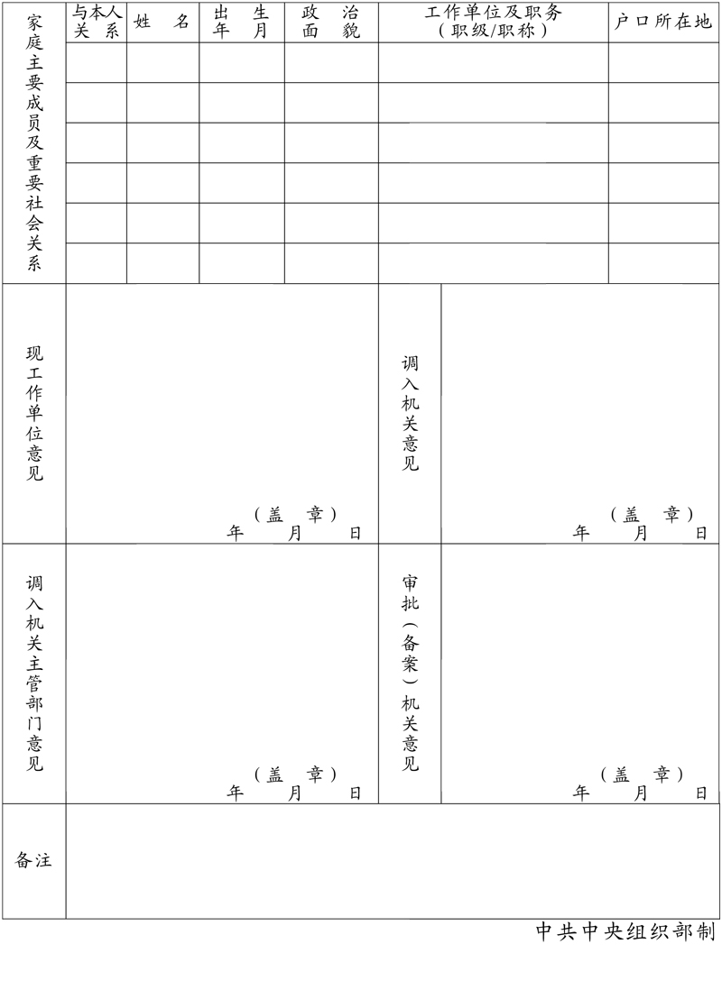 家庭主要成员及重要社会关系
与本人关系
姓名
出生年月
政治面貌
工作单位及职务
（职级/职称）
户口所在地
现工作单位意见
（盖 章）
年 月 日
调入机关意见
（盖 章）
年 月 日
调入机关主管部门意见
（盖 章）
年 月 日
审批（备案）机关意见
（盖 章）
年 月 日
备注
中共中央组织部制